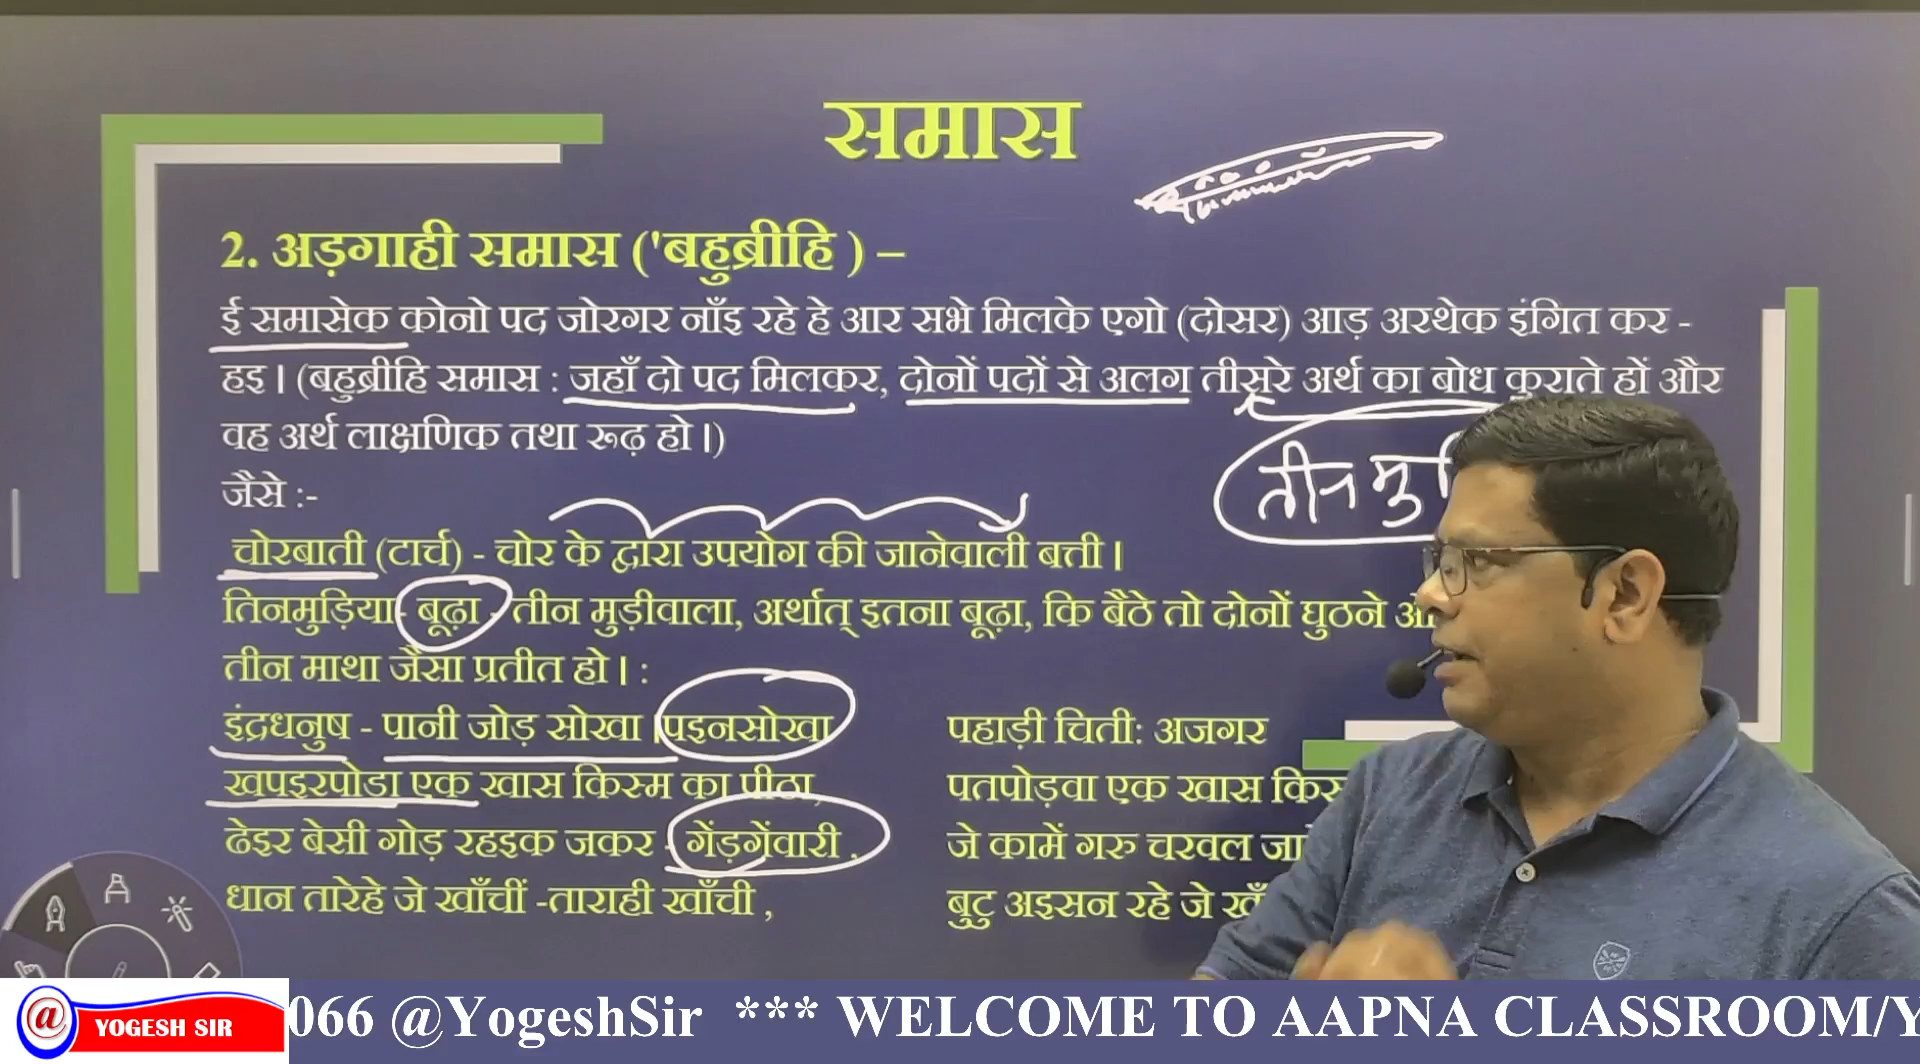 समास
2. अड़गाही समास ('बहुब्रीहि ) –
ई समासेक कोनो पद जोरगर नाँइ रहे हे आर सभे मिलके एगो (दोसर) आड़ अरथेक इंगित कर -
हइ । (बहुब्रीहि समास : जहाँ दो पद मिलकर, दोनों पदों से अलग तीसरे अर्थ का बोध कराते हों और
वह अर्थ लाक्षणिक तथा रूढ़ हो ।)
तीन मु
जैसे :-
चोरबाती (टार्च) - चोर के द्वारा उपयोग की जानेवाली बत्ती ।
तिनमुड़िया- बूढ़ा - तीन मुड़ीवाला, अर्थात् इतना बूढ़ा, कि बैठे तो दोनों घुठने
तीन माथा जैसा प्रतीत हो । :
इंद्रधनुष - पानी जोड़ सोखा । पइनसोखा
पहाड़ी चिती: अजगर
खपइरपोडा एक खास किस्म का पीठा,
पतपोड़वा एक खास
ढेइर बेसी गोड़ रहइक जकर - गेंड़गेंवारी ,
जे कामें गरु चरवल
धान तारेहे जे खाँचीं -ताराही खाँची ,
बुटु अइसन रहे जे
@ YOGESH SIR
066 @YogeshSir *** WELCOME TO AAPNA CLASSROOM/Y